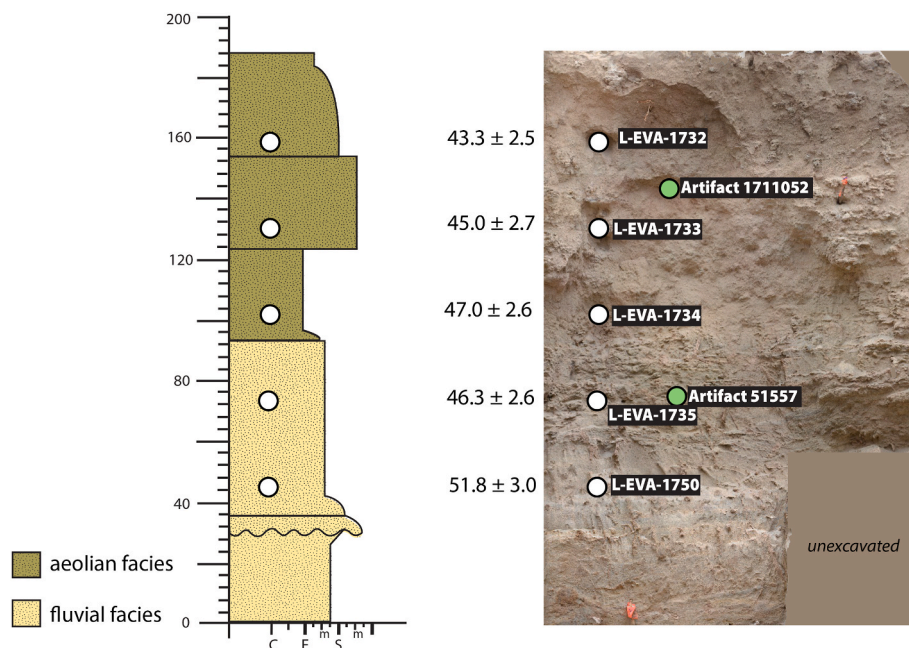 200
160
120
80
40
0
C F m S m
aeolian facies
fluvial facies
43.3 ± 2.5
45.0 ± 2.7
47.0 ± 2.6
46.3 ± 2.6
51.8 ± 3.0
L-EVA-1732
Artifact 1711052
L-EVA-1733
L-EVA-1734
Artifact 51557
L-EVA-1735
L-EVA-1750
unexcavated